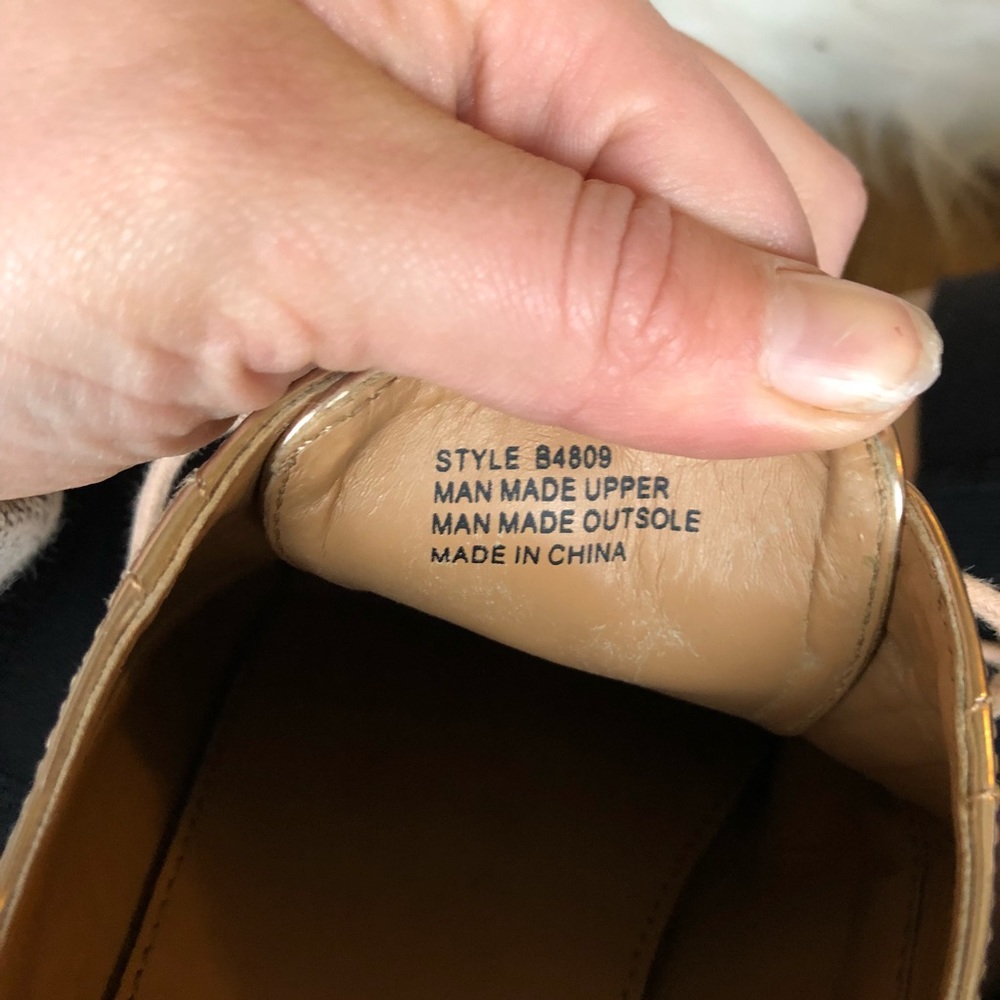 STYLE B4809
MAN MADE UPPER
MAN MADE OUTSOLE
MADE IN CHINA